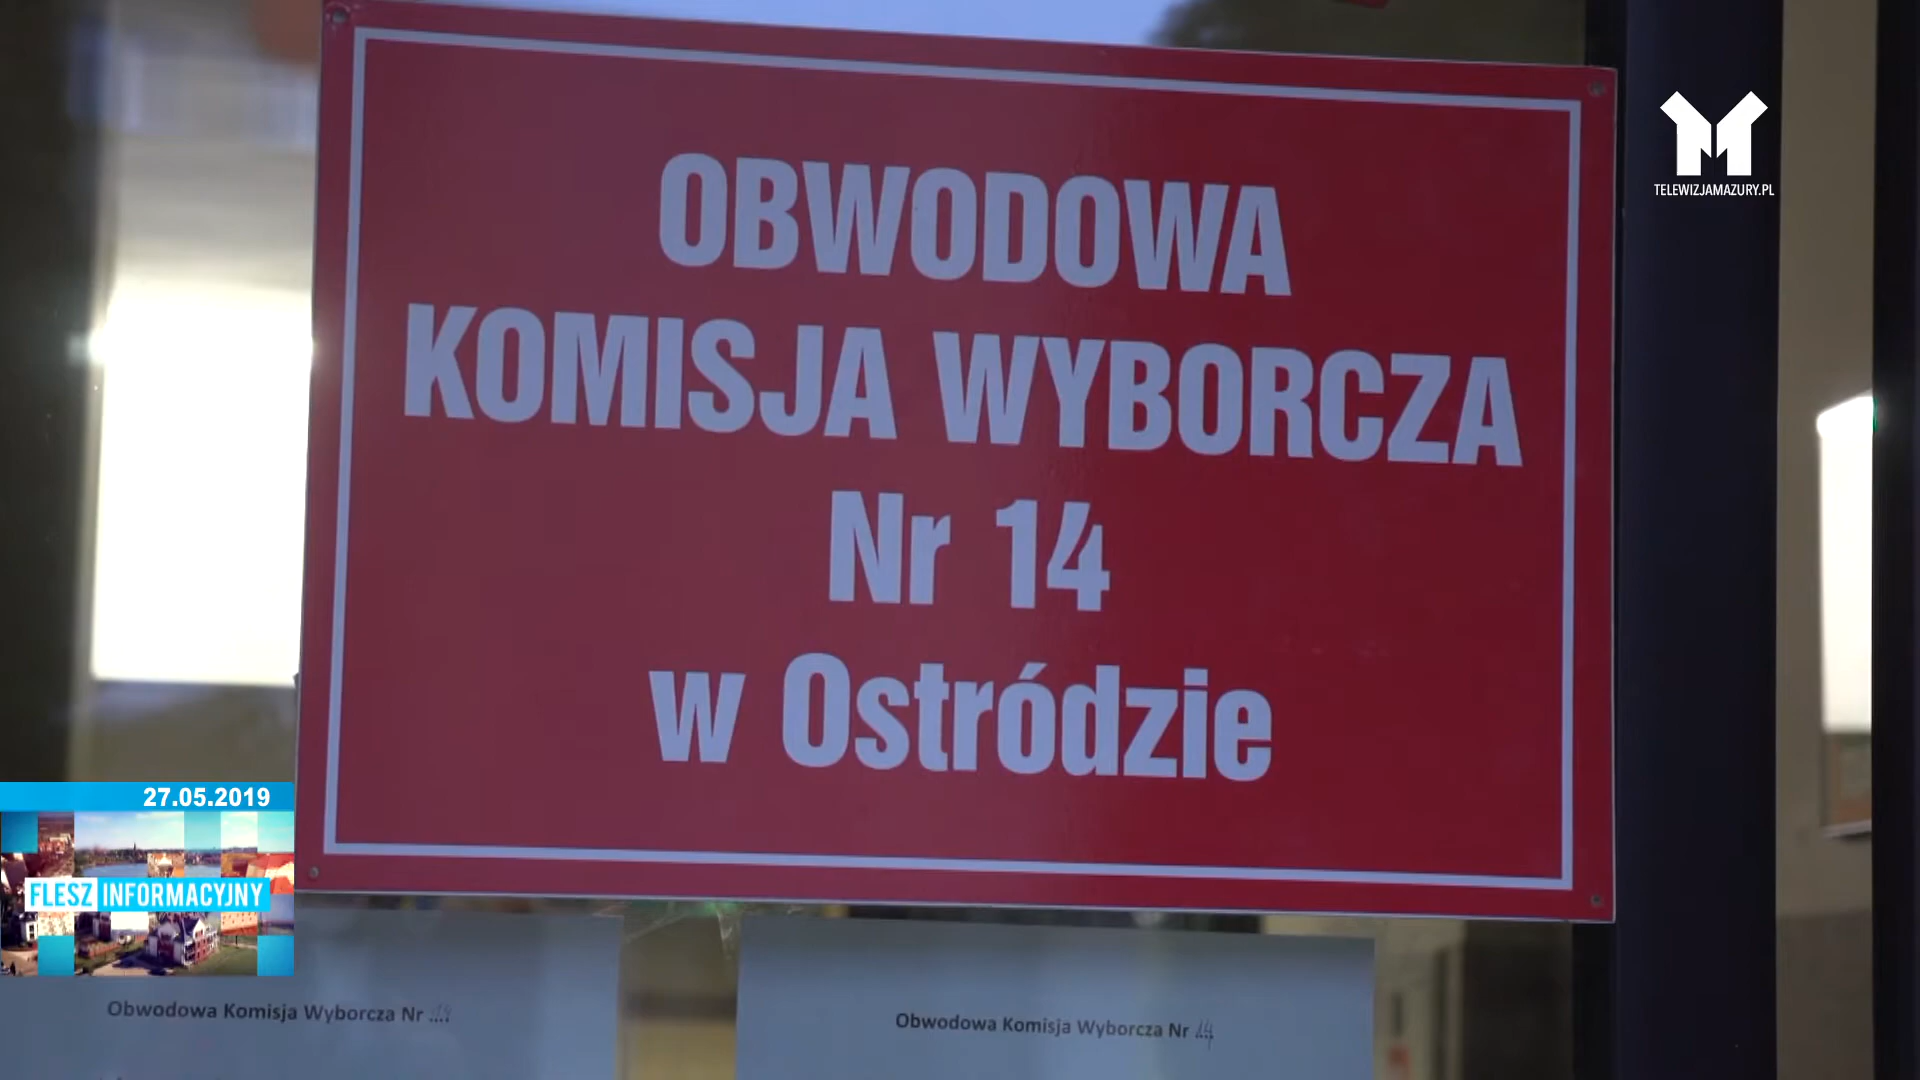 OBWODOWA
KOMISJA WYBORCZA
Nr 14
w Ostródzie
TELEWIZJAMAZURY.PL
27.05.2019
FLESZ INFORMACYJNY
Obwodowa Komisja Wyborcza Nr 14
Obwodowa Komisja Wyborcza Nr 14